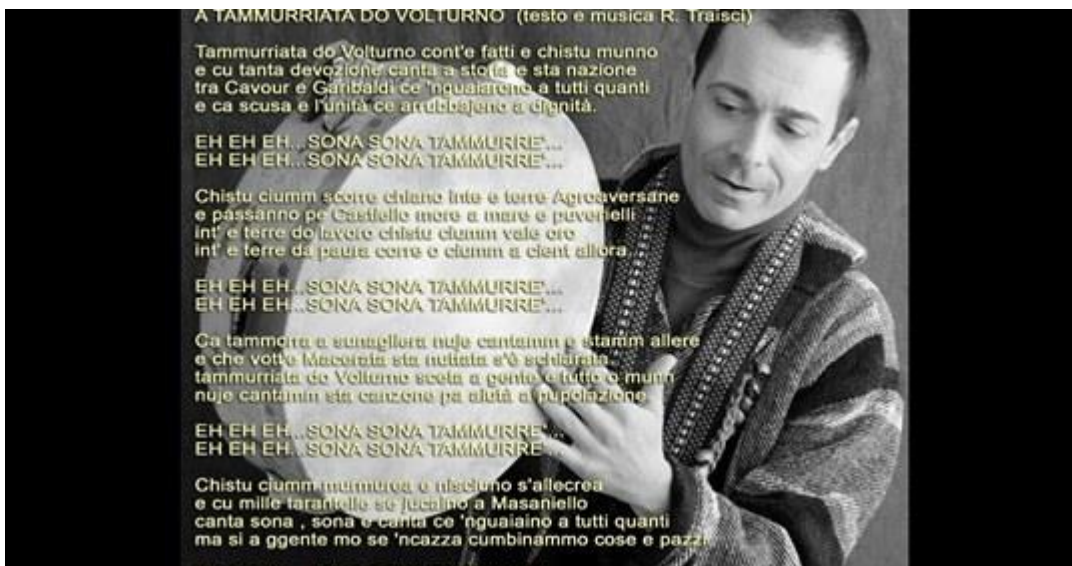 A TAMMURRIATA DO VOLTURNO (testo e musica R. Traisci)
Tammurriata do Volturno cont'e fatti e chistu munno
e cu tanta devozione canta a storia e sta nazione
tra Cavour e Garibaldi ce 'nguaiareno a tutti quanti
e ca scusa e l'unità ce arrubbajeno a dignità.
EH EH EH...SONA SONA TAMMURRE'...
EH EH EH...SONA SONA TAMMURRE'...
Chistu ciumm scorre chiano inte e terre Agroaversane
e passanno pe Castiello more a mare e puverielli
int' e terre do lavoro chistu ciumm vale oro
int' e terre da paura corre o ciumm a cient allora.
EH EH EH...SONA SONA TAMMURRE'...
EH EH EH...SONA SONA TAMMURRE'...
Ca tammorra a sunagliera nuje cantamm e stamm allere
e che votte Macerata sta nuttata s'è schiarata.
tammurriata do Volturno sceta a gente e tutto o munn
nuje cantamm sta canzone pa aiutà a pupolazione
EH EH EH...SONA SONA TAMMURRE'...
EH EH EH...SONA SONA TAMMURRE'...
Chistu ciumm murmurea e nisciuno s'allecrea
e cu mille tarantelle se jucaino a Masaniello
canta sona , sona e canta ce 'nguaiaino a tutti quanti
ma si a ggente mo se 'ncazza cumbinammo cose e pazzi.